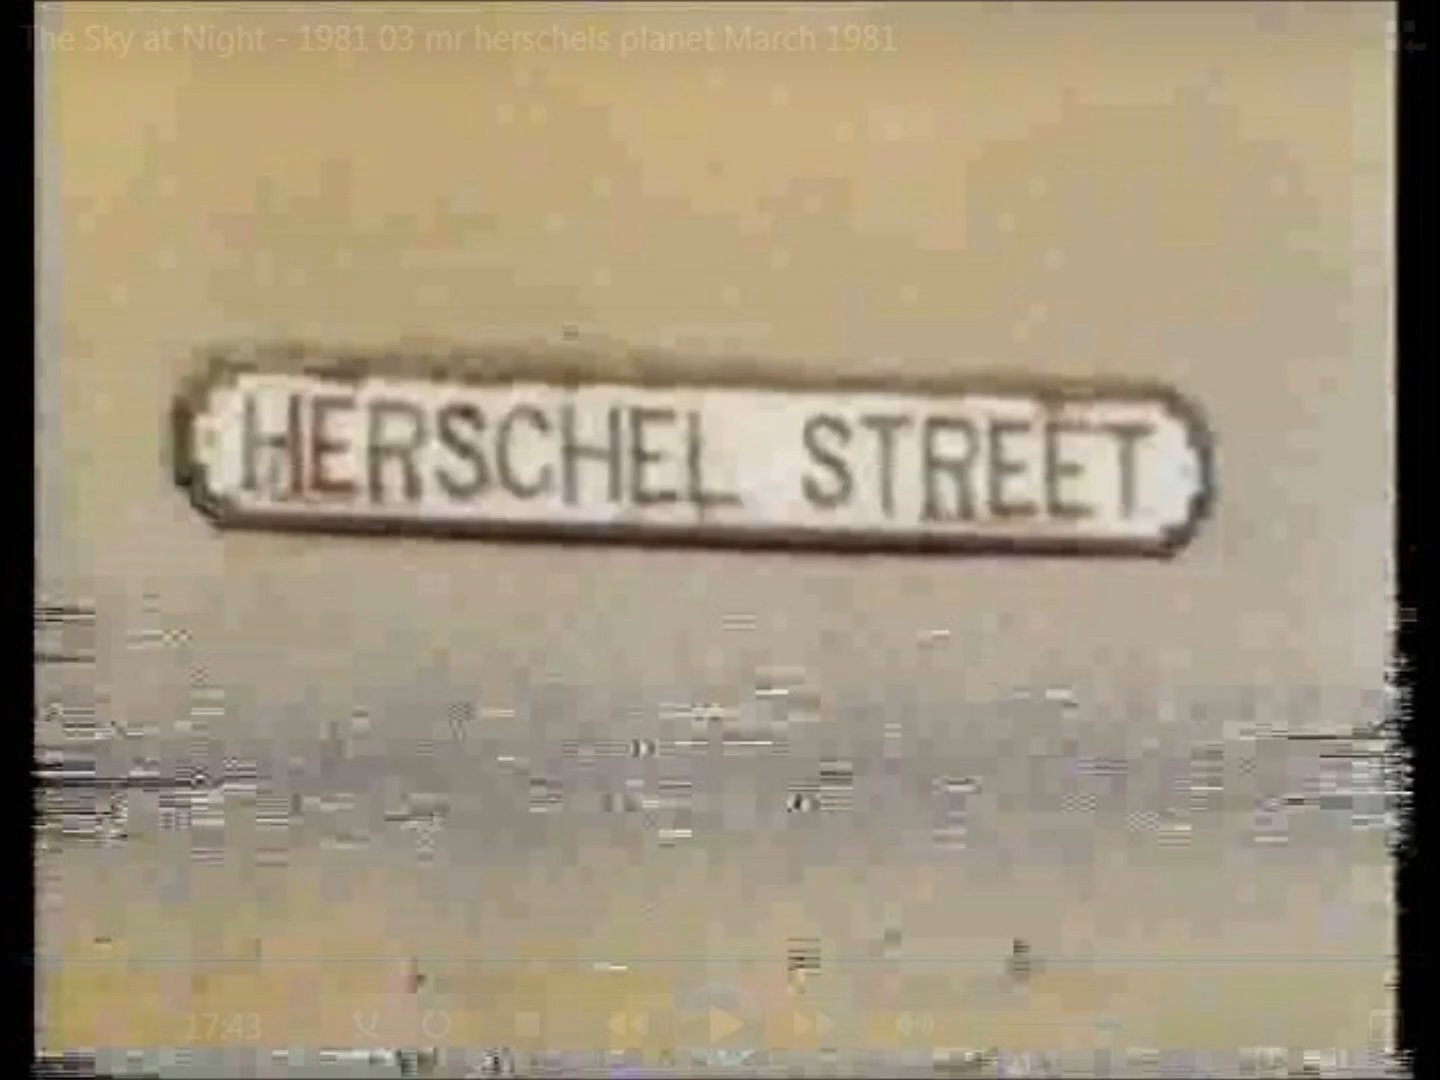 The Sky at Night - 1981 03 mr herschels planet March 1981
HERSCHEL STREET
17:43